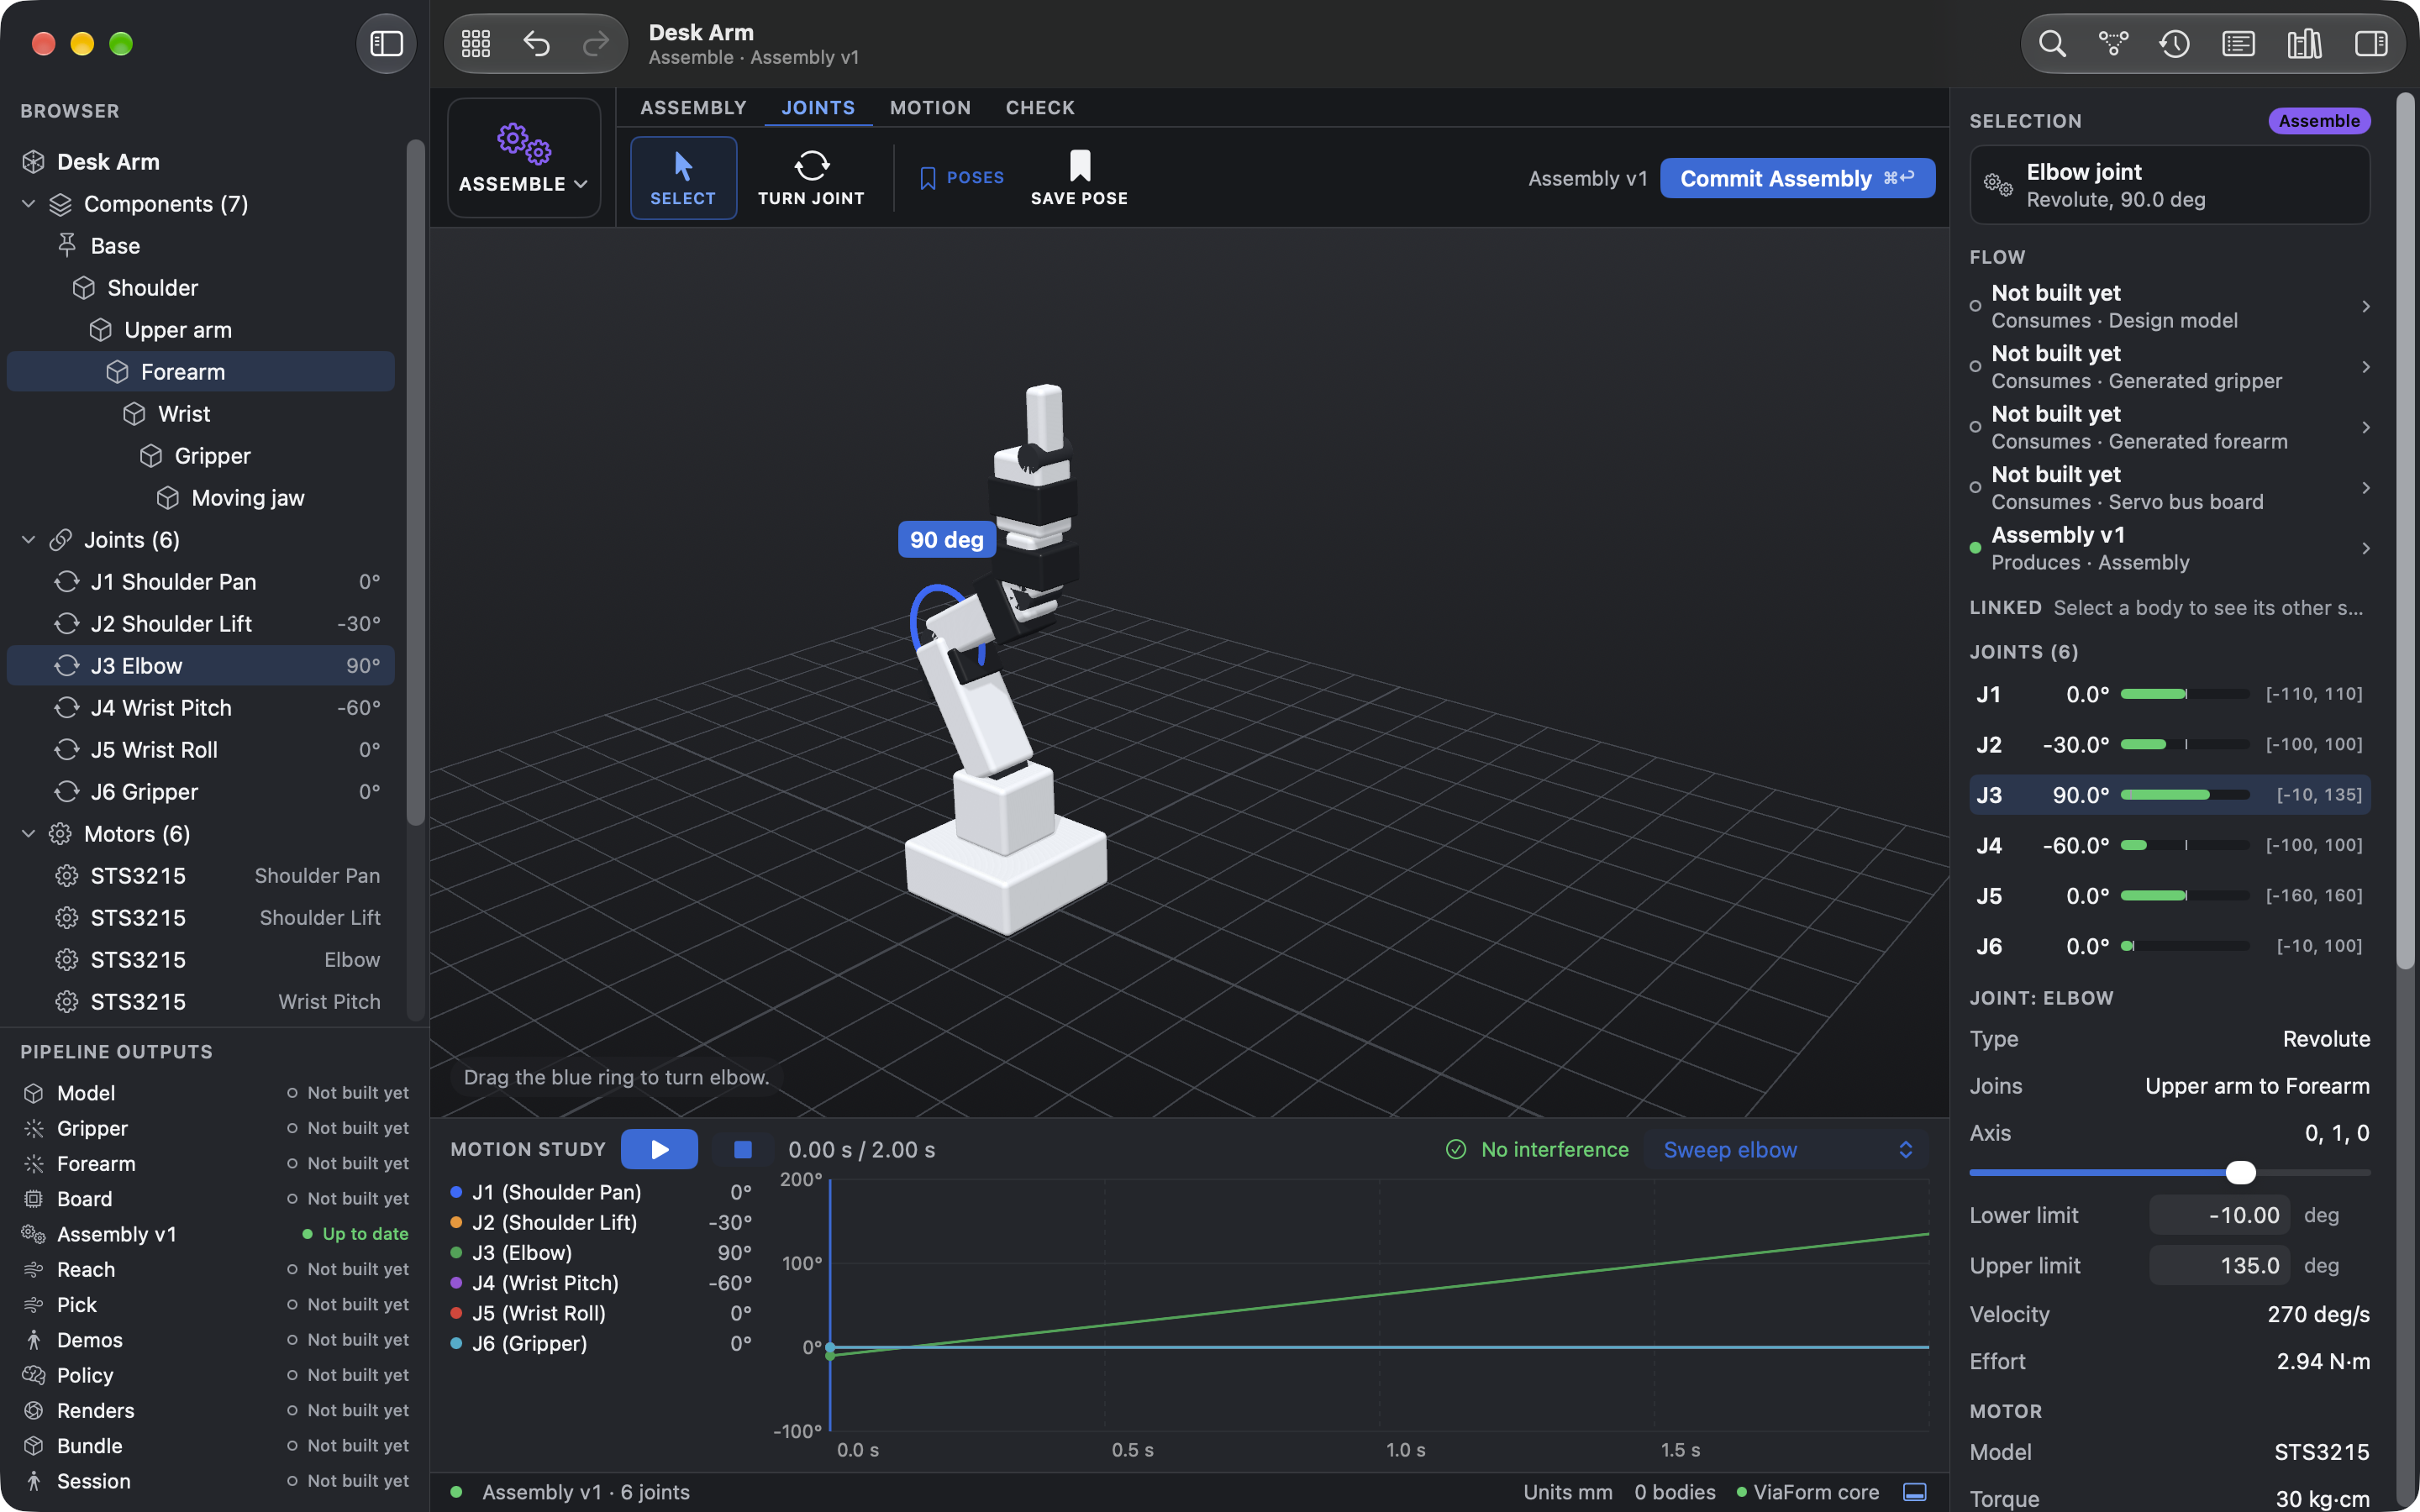 Desk Arm
Assemble · Assembly v1
BROWSER
Desk Arm
Components (7)
Base
Shoulder
Upper arm
Forearm
Wrist
Gripper
Moving jaw
Joints (6)
J1 Shoulder Pan 0°
J2 Shoulder Lift -30°
J3 Elbow 90°
J4 Wrist Pitch -60°
J5 Wrist Roll 0°
J6 Gripper 0°
Motors (6)
STS3215 Shoulder Pan
STS3215 Shoulder Lift
STS3215 Elbow
STS3215 Wrist Pitch
PIPELINE OUTPUTS
Model Not built yet
Gripper Not built yet
Forearm Not built yet
Board Not built yet
Assembly v1 Up to date
Reach Not built yet
Pick Not built yet
Demos Not built yet
Policy Not built yet
Renders Not built yet
Bundle Not built yet
Session Not built yet
ASSEMBLE
ASSEMBLY JOINTS MOTION CHECK
SELECT
TURN JOINT
POSES
SAVE POSE
Assembly v1
Commit Assembly ⌘↩
90 deg
Drag the blue ring to turn elbow.
MOTION STUDY
0.00 s / 2.00 s
No interference
Sweep elbow
J1 (Shoulder Pan) 0°
J2 (Shoulder Lift) -30°
J3 (Elbow) 90°
J4 (Wrist Pitch) -60°
J5 (Wrist Roll) 0°
J6 (Gripper) 0°
200°
100°
0°
-100°
0.0 s 0.5 s 1.0 s 1.5 s
Assembly v1 · 6 joints
Units mm 0 bodies ViaForm core
SELECTION Assemble
Elbow joint
Revolute, 90.0 deg
FLOW
Not built yet
Consumes · Design model
Not built yet
Consumes · Generated gripper
Not built yet
Consumes · Generated forearm
Not built yet
Consumes · Servo bus board
Assembly v1
Produces · Assembly
LINKED Select a body to see its other s...
JOINTS (6)
J1 0.0° [-110, 110]
J2 -30.0° [-100, 100]
J3 90.0° [-10, 135]
J4 -60.0° [-100, 100]
J5 0.0° [-160, 160]
J6 0.0° [-10, 100]
JOINT: ELBOW
Type Revolute
Joins Upper arm to Forearm
Axis 0, 1, 0
Lower limit -10.00 deg
Upper limit 135.0 deg
Velocity 270 deg/s
Effort 2.94 N·m
MOTOR
Model STS3215
Torque 30 kg·cm